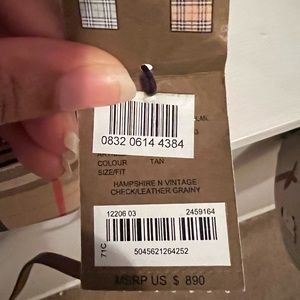 0832 0614 4384
COLOUR TAN
SIZE/FIT
HAMPSHIRE N VINTAGE
CHECK/LEATHER GRAINY
12206 03 2459164
71C
5045621264252
MSRP US $ 890